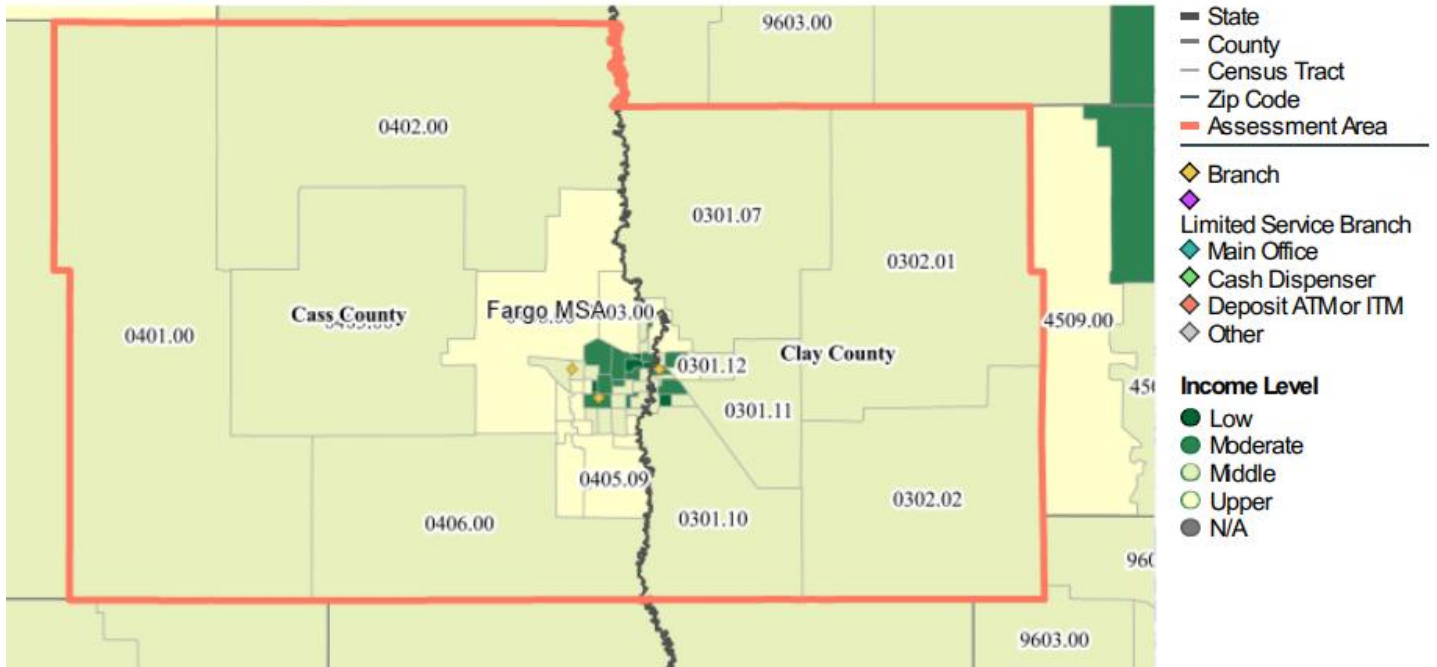 9603.00
0402.00
0301.07
0302.01
0401.00
Cass County
Fargo MSA
03.00
4509.00
Clay County
0301.12
0301.11
0405.09
0302.02
0406.00
0301.10
9603.00
State
County
Census Tract
Zip Code
Assessment Area
Branch
Limited Service Branch
Main Office
Cash Dispenser
Deposit ATM or ITM
Other
Income Level
Low
Moderate
Middle
Upper
N/A